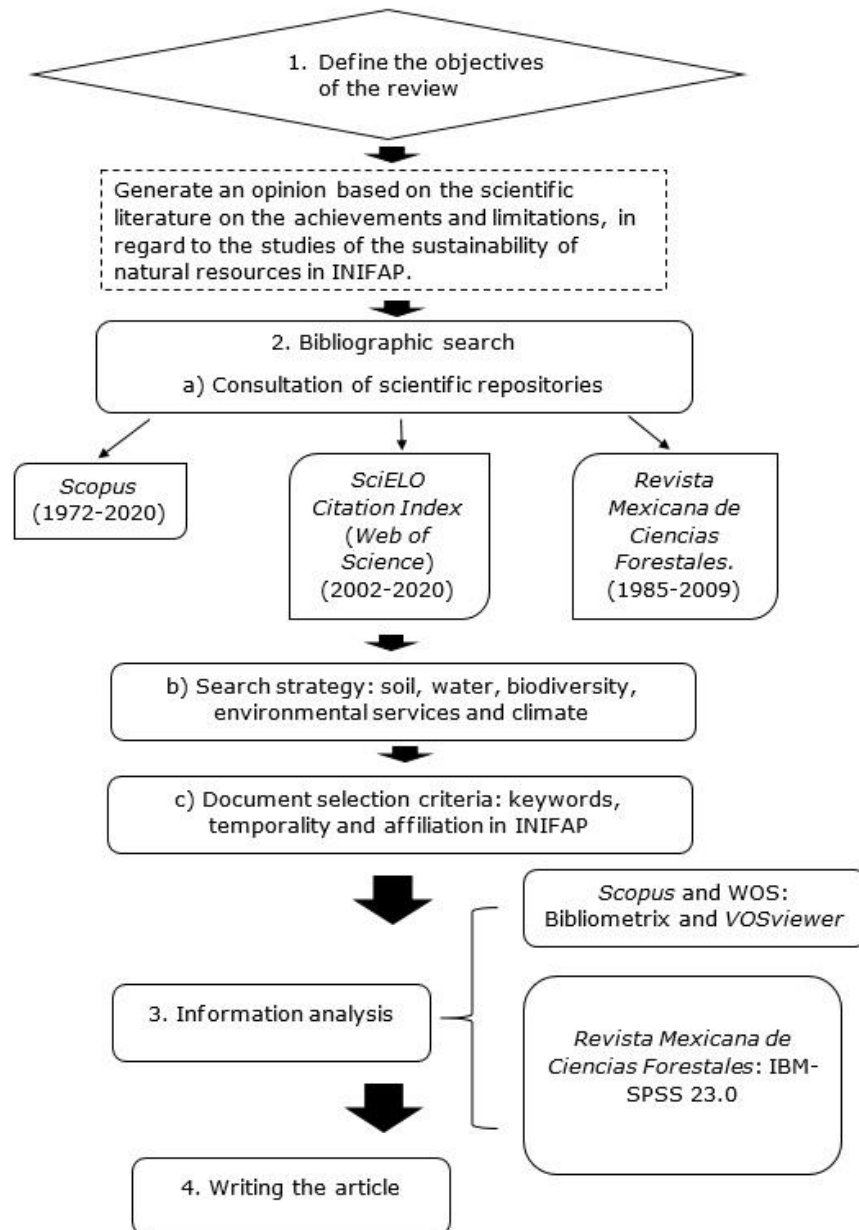 1. Define the objectives
of the review
Generate an opinion based on the scientific
literature on the achievements and limitations, in
regard to the studies of the sustainability of
natural resources in INIFAP.
2. Bibliographic search
a) Consultation of scientific repositories
Scopus
(1972-2020)
SciELO
Citation Index
(Web of
Science)
(2002-2020)
Revista
Mexicana de
Ciencias
Forestales.
(1985-2009)
b) Search strategy: soil, water, biodiversity,
environmental services and climate
c) Document selection criteria: keywords,
temporality and affiliation in INIFAP
Scopus and WOS:
Bibliometrix and VOSviewer
3. Information analysis
Revista Mexicana de
Ciencias Forestales: IBM-
SPSS 23.0
4. Writing the article